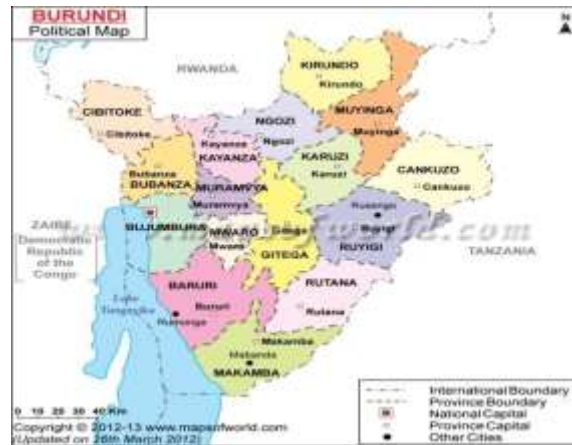 BURUNDI
Political Map
N
RWANDA
KIRUNDO
Kirundo
CIBITOKE
Cibitoke
NGOZI
Ngozi
MUYINGA
Muyinga
Kayanza
KAYANZA
KARUZI
Karuzi
CANKUZO
Cankuzo
Bubanza
BUBANZA
MURAMVYA
Muramvya
BUJUMBURA
MWARO
Mwaro
Gitega
GITEGA
RUYIGI
ZAIRE
Democratic
Republic
of the
Congo
TANZANIA
BARURI
Bururi
RUTANA
Rutana
Lake
Tanganyika
Rumonge
Makamba
Mabanda
MAKAMBA
0 10 20 30 40 Km
International Boundary
Province Boundary
National Capital
Province Capital
Other Cities
Copyright © 2012-13 www.mapsofworld.com
(Updated on 26th March 2012)